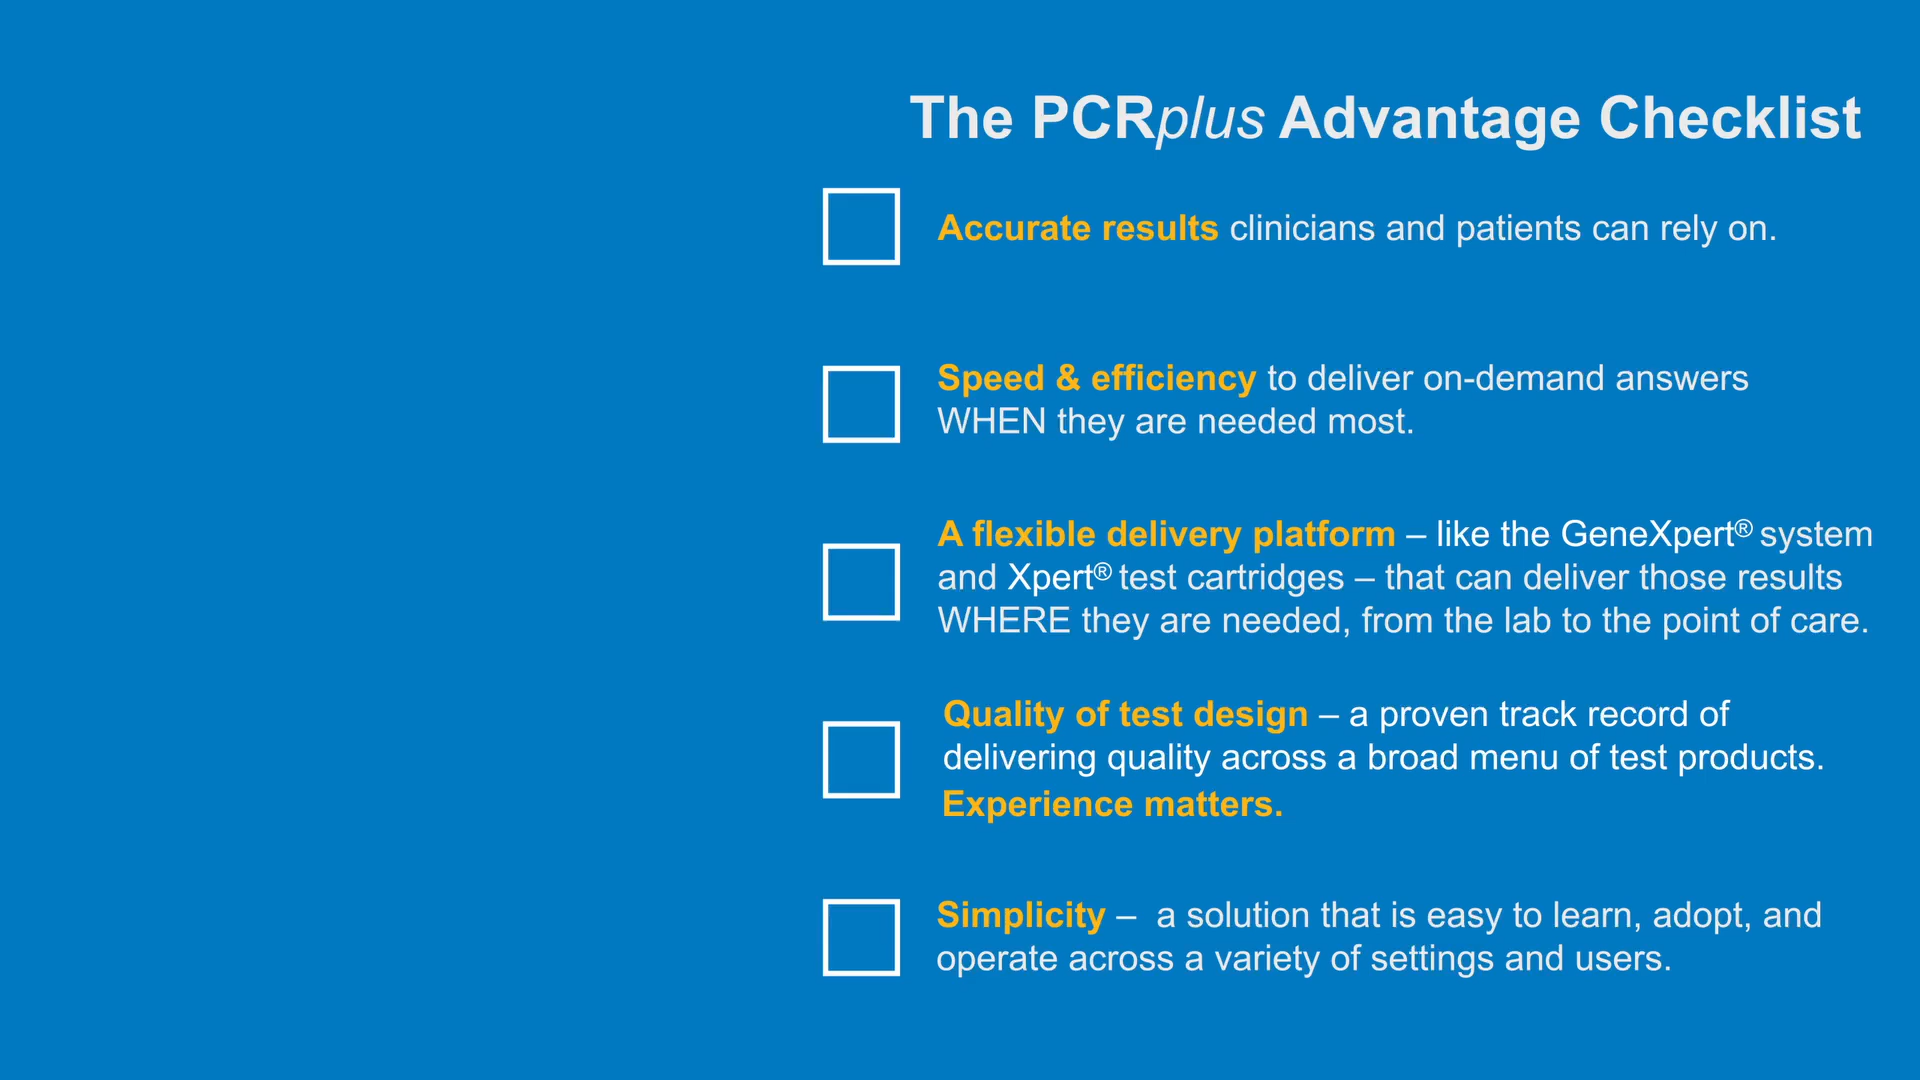 The PCRplus Advantage Checklist
Accurate results clinicians and patients can rely on.
Speed & efficiency to deliver on-demand answers
WHEN they are needed most.
A flexible delivery platform – like the GeneXpert® system
and Xpert® test cartridges – that can deliver those results
WHERE they are needed, from the lab to the point of care.
Quality of test design – a proven track record of
delivering quality across a broad menu of test products.
Experience matters.
Simplicity –  a solution that is easy to learn, adopt, and
operate across a variety of settings and users.